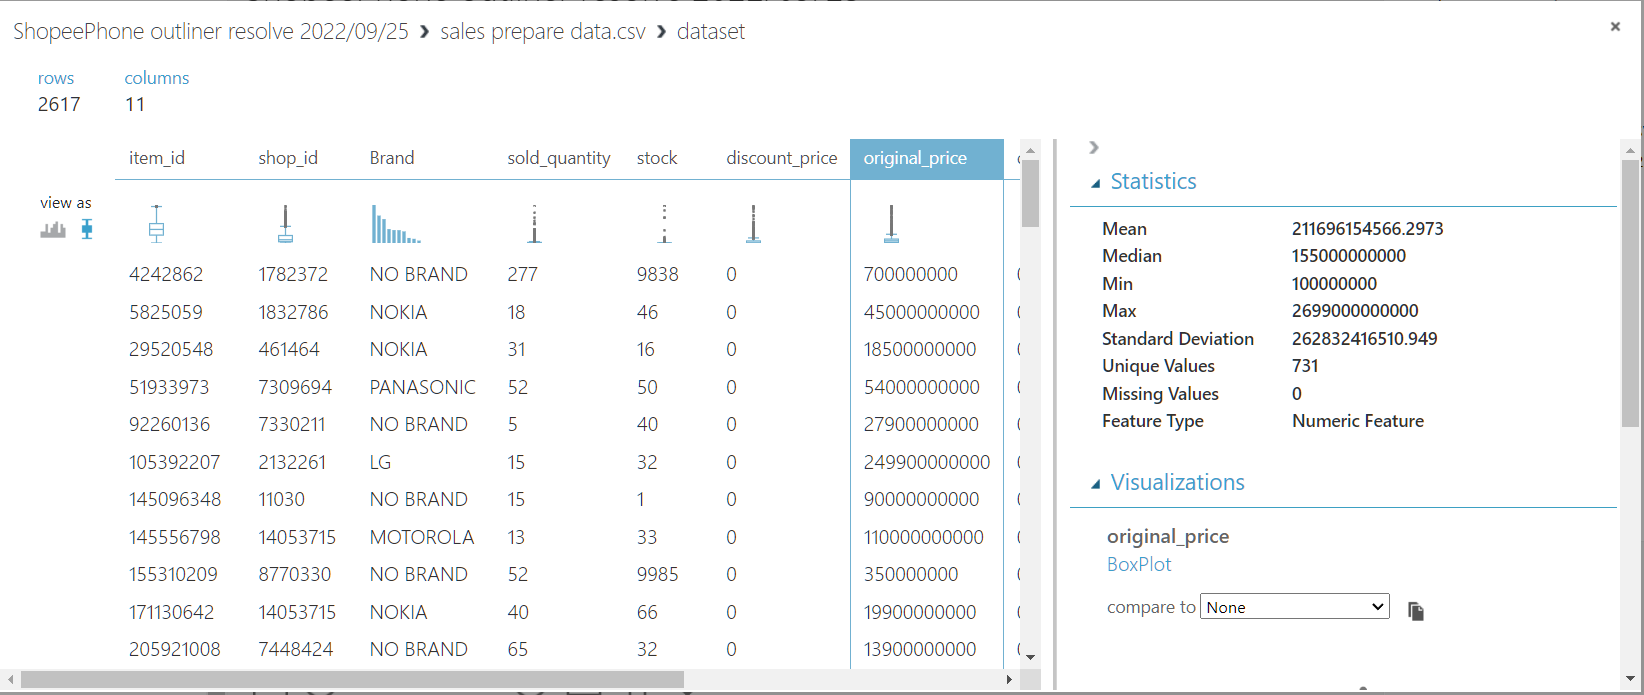 ShopeePhone outliner resolve 2022/09/25 › sales prepare data.csv › dataset
rows columns
2617 11
item_id shop_id Brand sold_quantity stock discount_price original_price
view as
4242862 1782372 NO BRAND 277 9838 0 700000000
5825059 1832786 NOKIA 18 46 0 45000000000
29520548 461464 NOKIA 31 16 0 18500000000
51933973 7309694 PANASONIC 52 50 0 54000000000
92260136 7330211 NO BRAND 5 40 0 27900000000
105392207 2132261 LG 15 32 0 249900000000
145096348 11030 NO BRAND 15 1 0 90000000000
145556798 14053715 MOTOROLA 13 33 0 110000000000
155310209 8770330 NO BRAND 52 9985 0 350000000
171130642 14053715 NOKIA 40 66 0 19900000000
205921008 7448424 NO BRAND 65 32 0 13900000000
Statistics
Mean 211696154566.2973
Median 155000000000
Min 100000000
Max 2699000000000
Standard Deviation 262832416510.949
Unique Values 731
Missing Values 0
Feature Type Numeric Feature
Visualizations
original_price
BoxPlot
compare to None